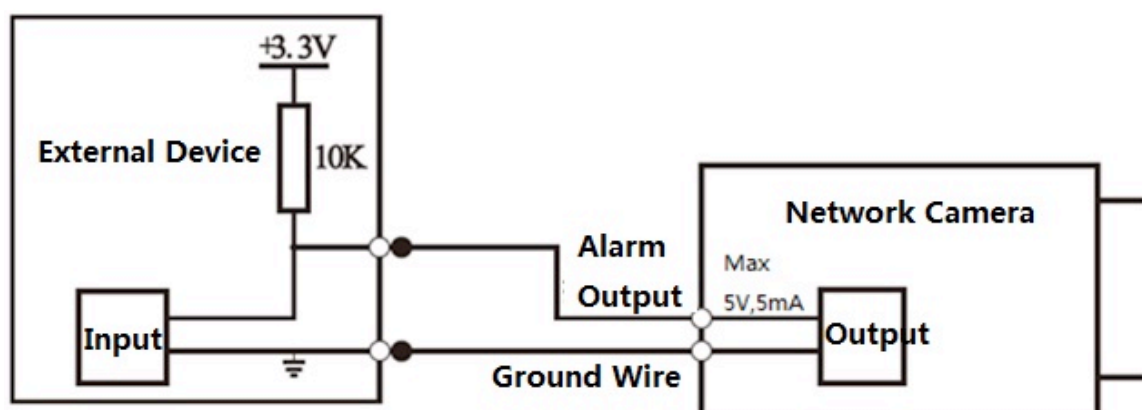 +3.3V
External Device
10K
Network Camera
Alarm
Output
Max
5V,5mA
Input
Output
Ground Wire